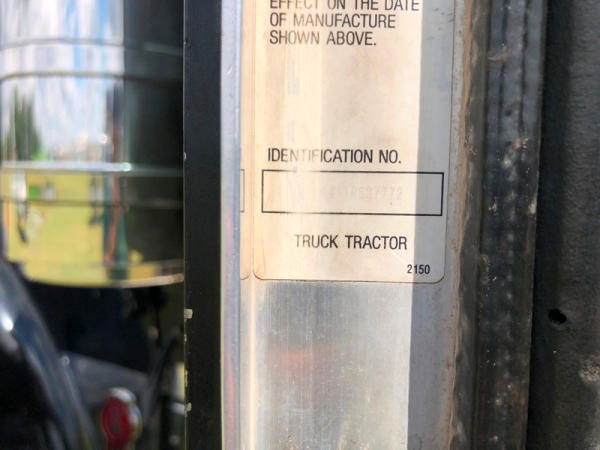 EFFECT ON THE DATE
OF MANUFACTURE
SHOWN ABOVE.
IDENTIFICATION NO.
TRUCK TRACTOR
2150